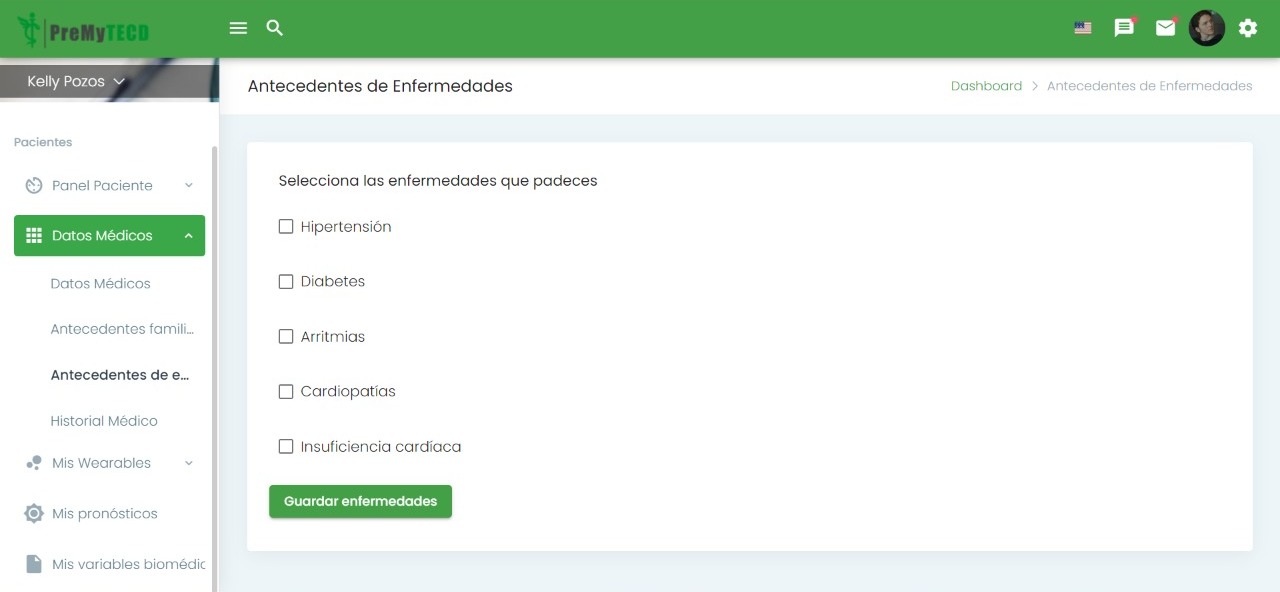 PreMyTECD
Kelly Pozos
Antecedentes de Enfermedades
Dashboard > Antecedentes de Enfermedades
Pacientes
Panel Paciente
Datos Médicos
Datos Médicos
Antecedentes famili...
Antecedentes de e...
Historial Médico
Mis Wearables
Mis pronósticos
Mis variables biomédic
Selecciona las enfermedades que padeces
Hipertensión
Diabetes
Arritmias
Cardiopatías
Insuficiencia cardíaca
Guardar enfermedades